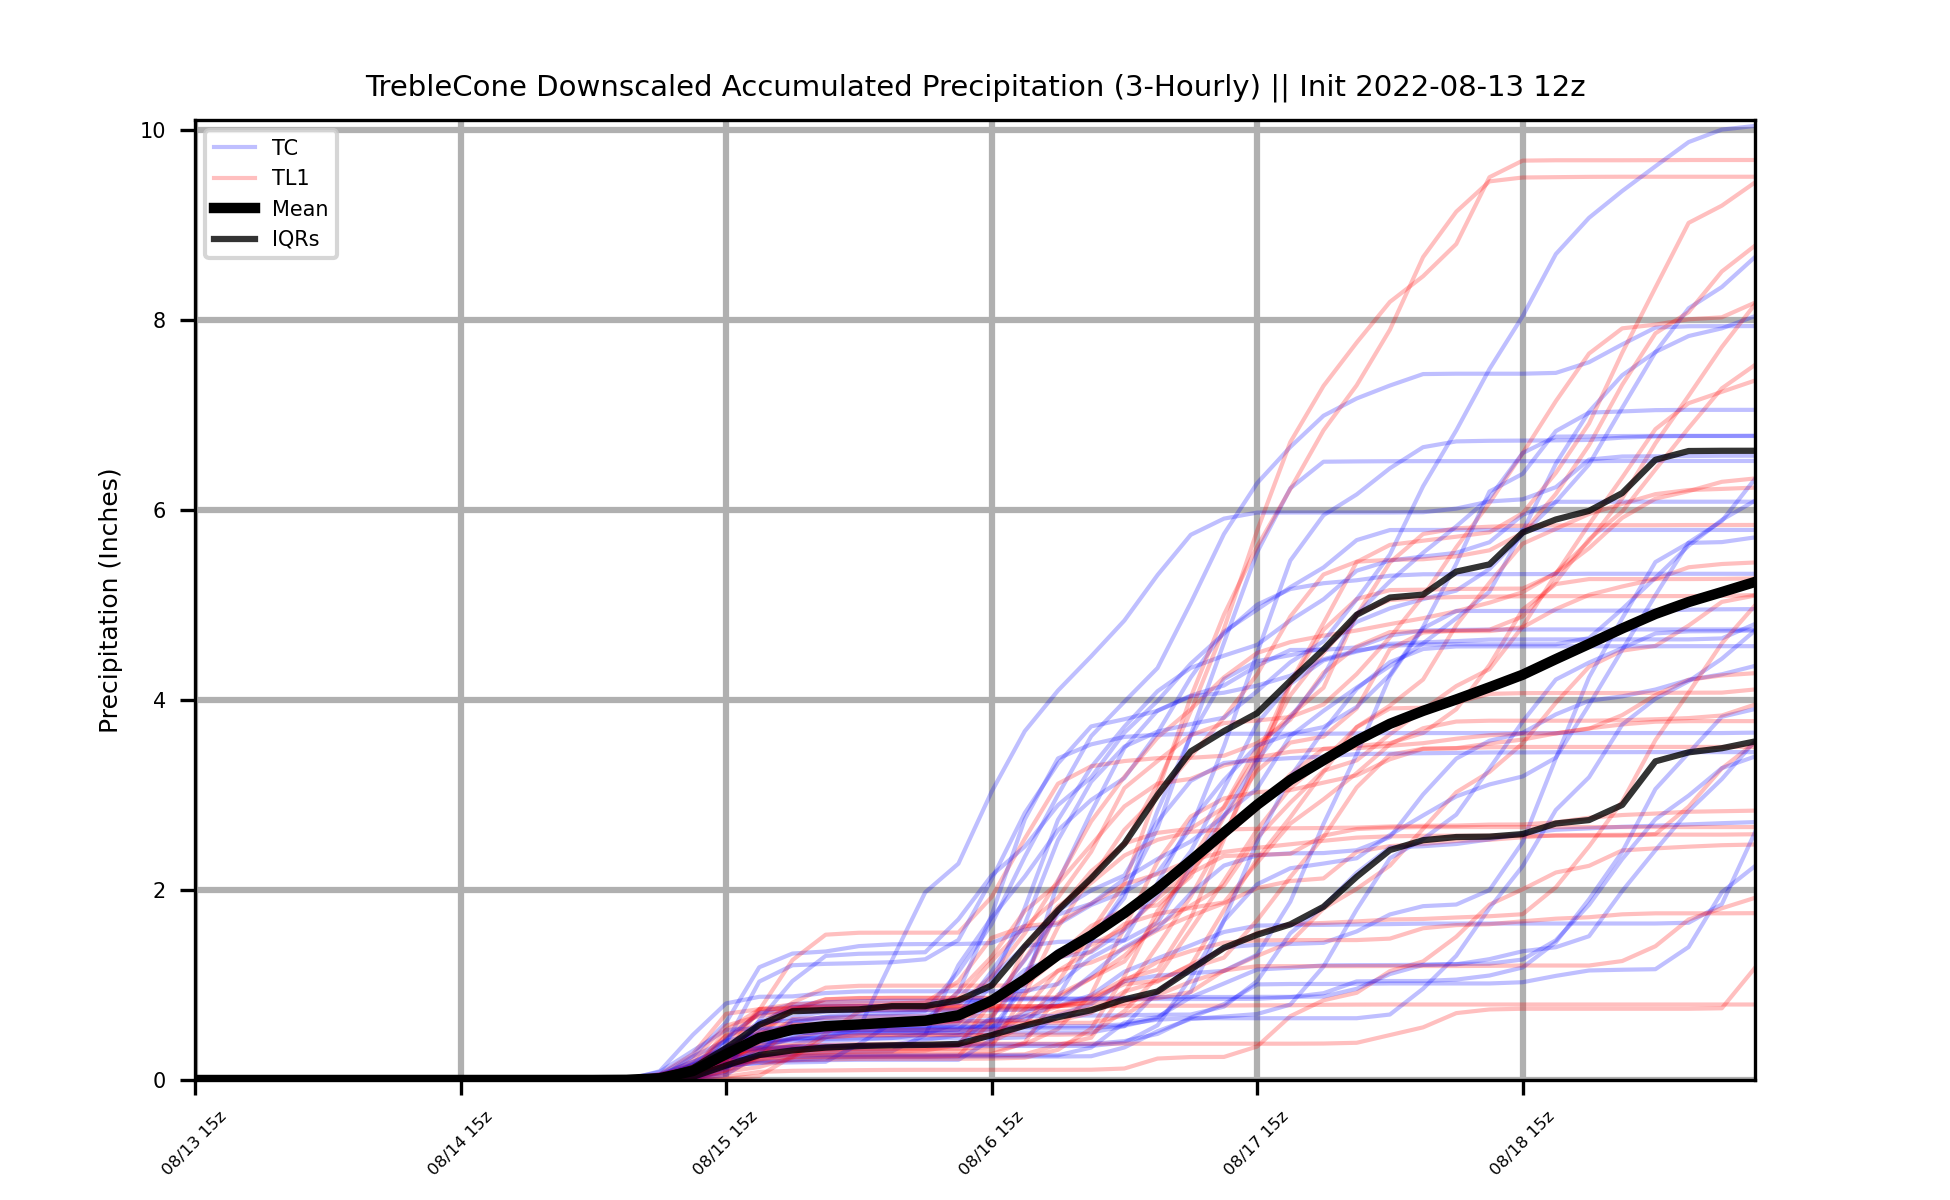 TrebleCone Downscaled Accumulated Precipitation (3-Hourly) || Init 2022-08-13 12z
TC
TL1
Mean
IQRs
Precipitation (Inches)
10
8
6
4
2
0
08/13 15z
08/14 15z
08/15 15z
08/16 15z
08/17 15z
08/18 15z